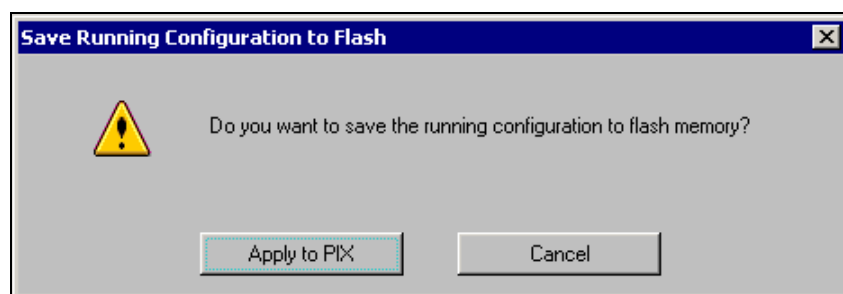 Save Running Configuration to Flash
Do you want to save the running configuration to flash memory?
Apply to PIX
Cancel